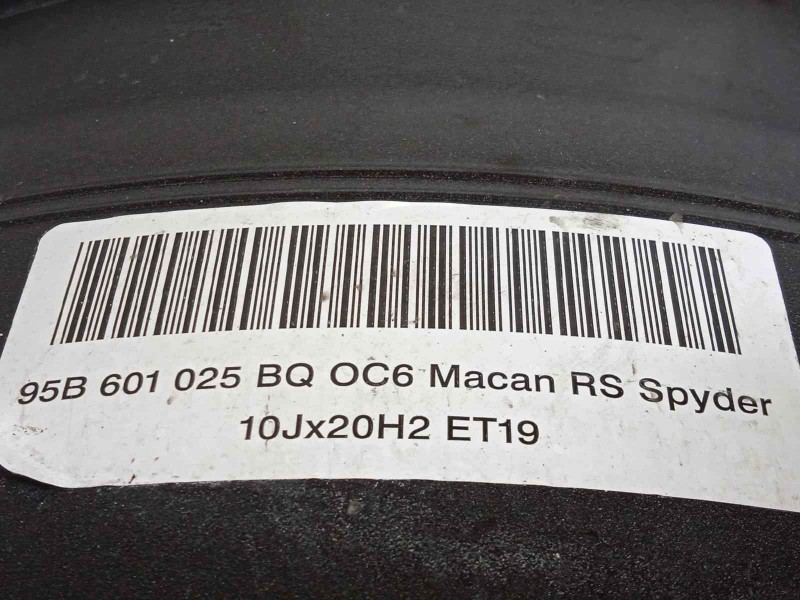 95B 601 025 BQ OC6 Macan RS Spyder
10Jx20H2 ET19